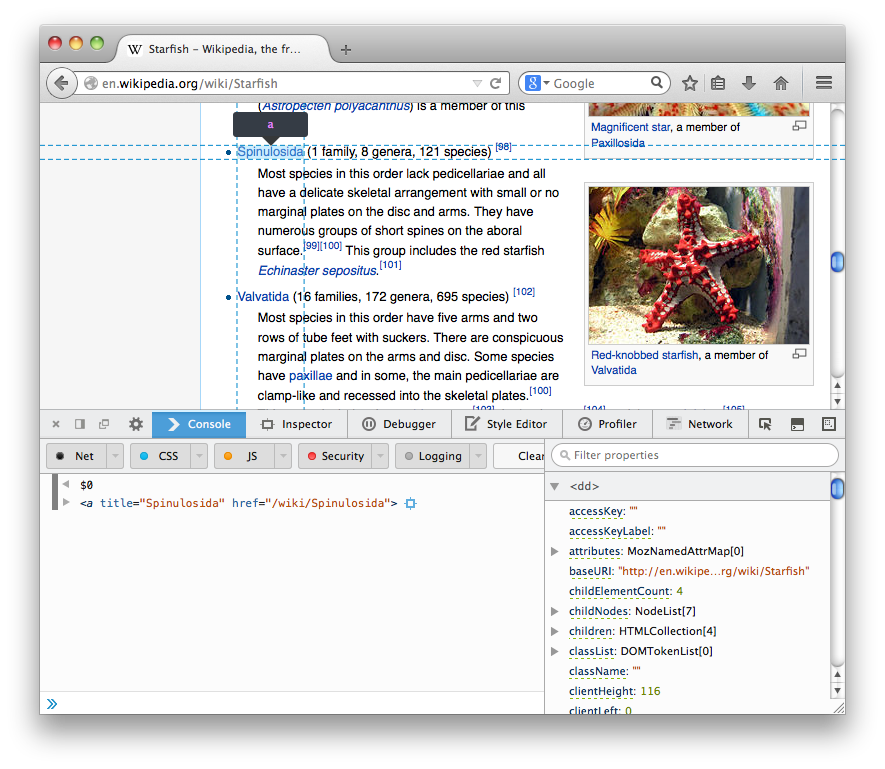 Starfish – Wikipedia, the fr…
en.wikipedia.org/wiki/Starfish
Google
(Astropecten polyacanthus) is a member of this
a
Spinulosida (1 family, 8 genera, 121 species) [98]
Most species in this order lack pedicellariae and all
have a delicate skeletal arrangement with small or no
marginal plates on the disc and arms. They have
numerous groups of short spines on the aboral
surface.[99][100] This group includes the red starfish
Echinaster sepositus.[101]
Valvatida (16 families, 172 genera, 695 species) [102]
Most species in this order have five arms and two
rows of tube feet with suckers. There are conspicuous
marginal plates on the arms and disc. Some species
have paxillae and in some, the main pedicellariae are
clamp-like and recessed into the skeletal plates.[100]
[103] [104] [105]
Magnificent star, a member of
Paxillosida
Red-knobbed starfish, a member of
Valvatida
Console
Inspector
Debugger
Style Editor
Profiler
Network
Net
CSS
JS
Security
Logging
Clear
Filter properties
$0
<a title="Spinulosida" href="/wiki/Spinulosida">
<dd>
accessKey: ""
accessKeyLabel: ""
attributes: MozNamedAttrMap[0]
baseURI: "http://en.wikipe…rg/wiki/Starfish"
childElementCount: 4
childNodes: NodeList[7]
children: HTMLCollection[4]
classList: DOMTokenList[0]
className: ""
clientHeight: 116
clientLeft: 0